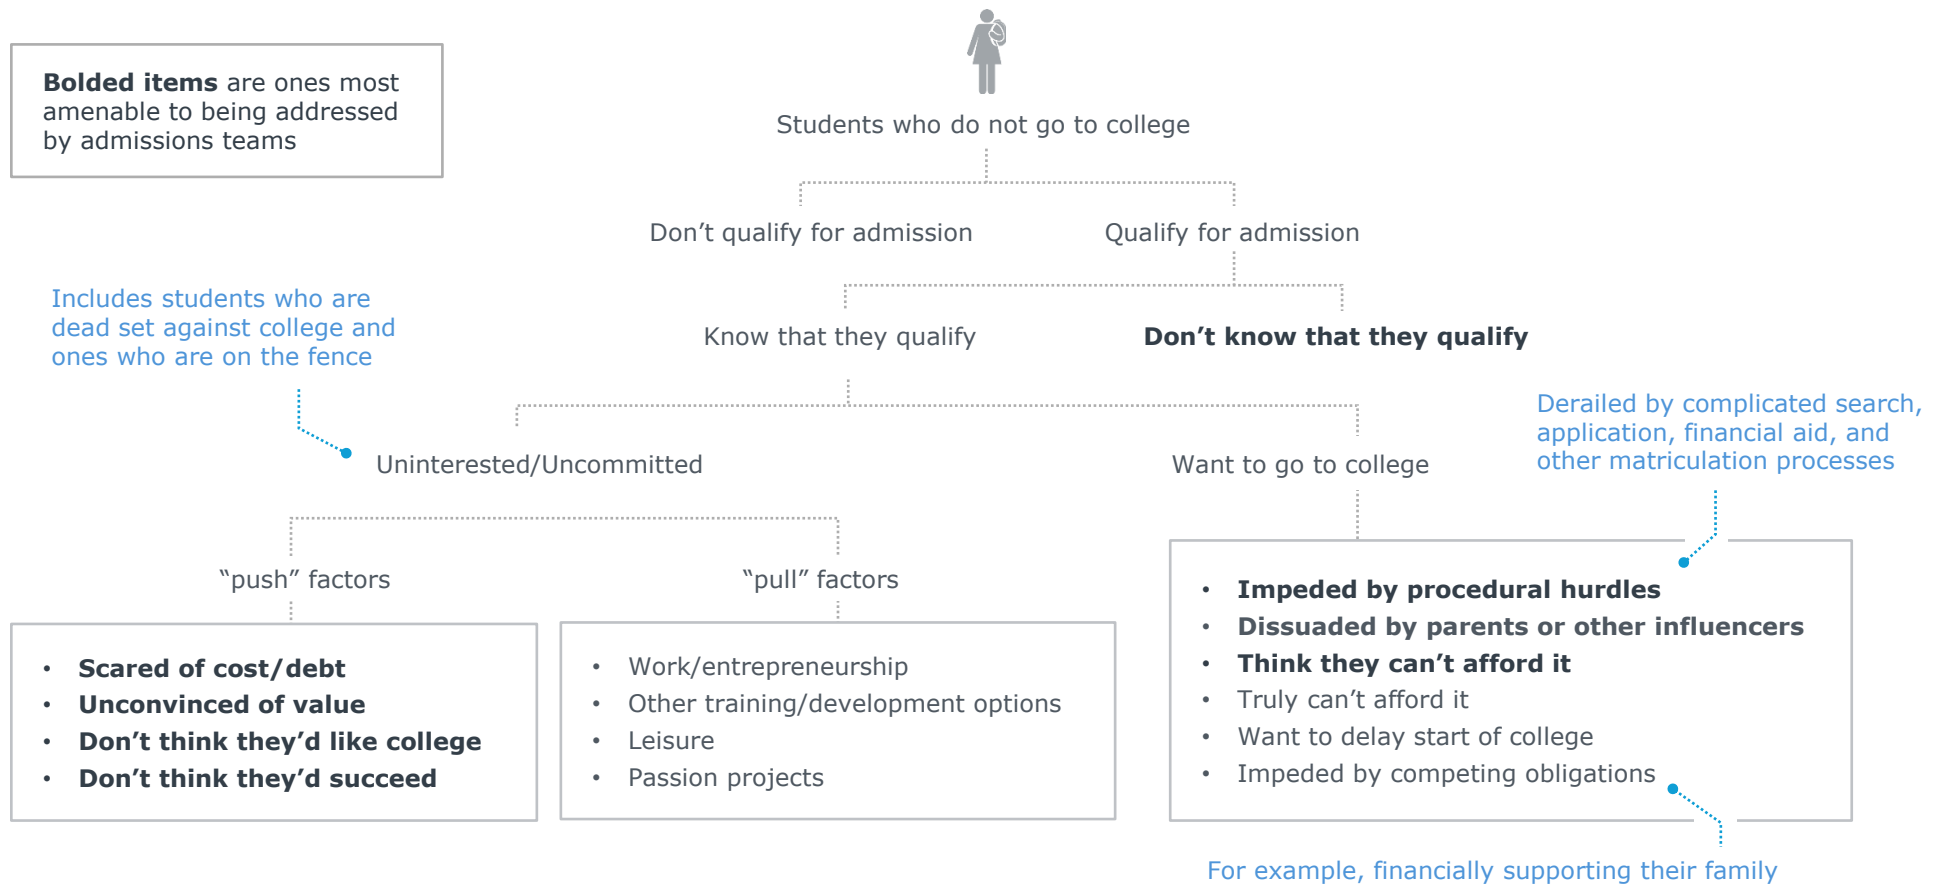 Bolded items are ones most
amenable to being addressed
by admissions teams
Students who do not go to college
Don’t qualify for admission
Qualify for admission
Includes students who are
dead set against college and
ones who are on the fence
Know that they qualify
Don’t know that they qualify
Derailed by complicated search,
application, financial aid, and
other matriculation processes
Uninterested/Uncommitted
Want to go to college
“push” factors
“pull” factors
• Scared of cost/debt
• Unconvinced of value
• Don’t think they’d like college
• Don’t think they’d succeed
• Work/entrepreneurship
• Other training/development options
• Leisure
• Passion projects
• Impeded by procedural hurdles
• Dissuaded by parents or other influencers
• Think they can’t afford it
• Truly can’t afford it
• Want to delay start of college
• Impeded by competing obligations
For example, financially supporting their family